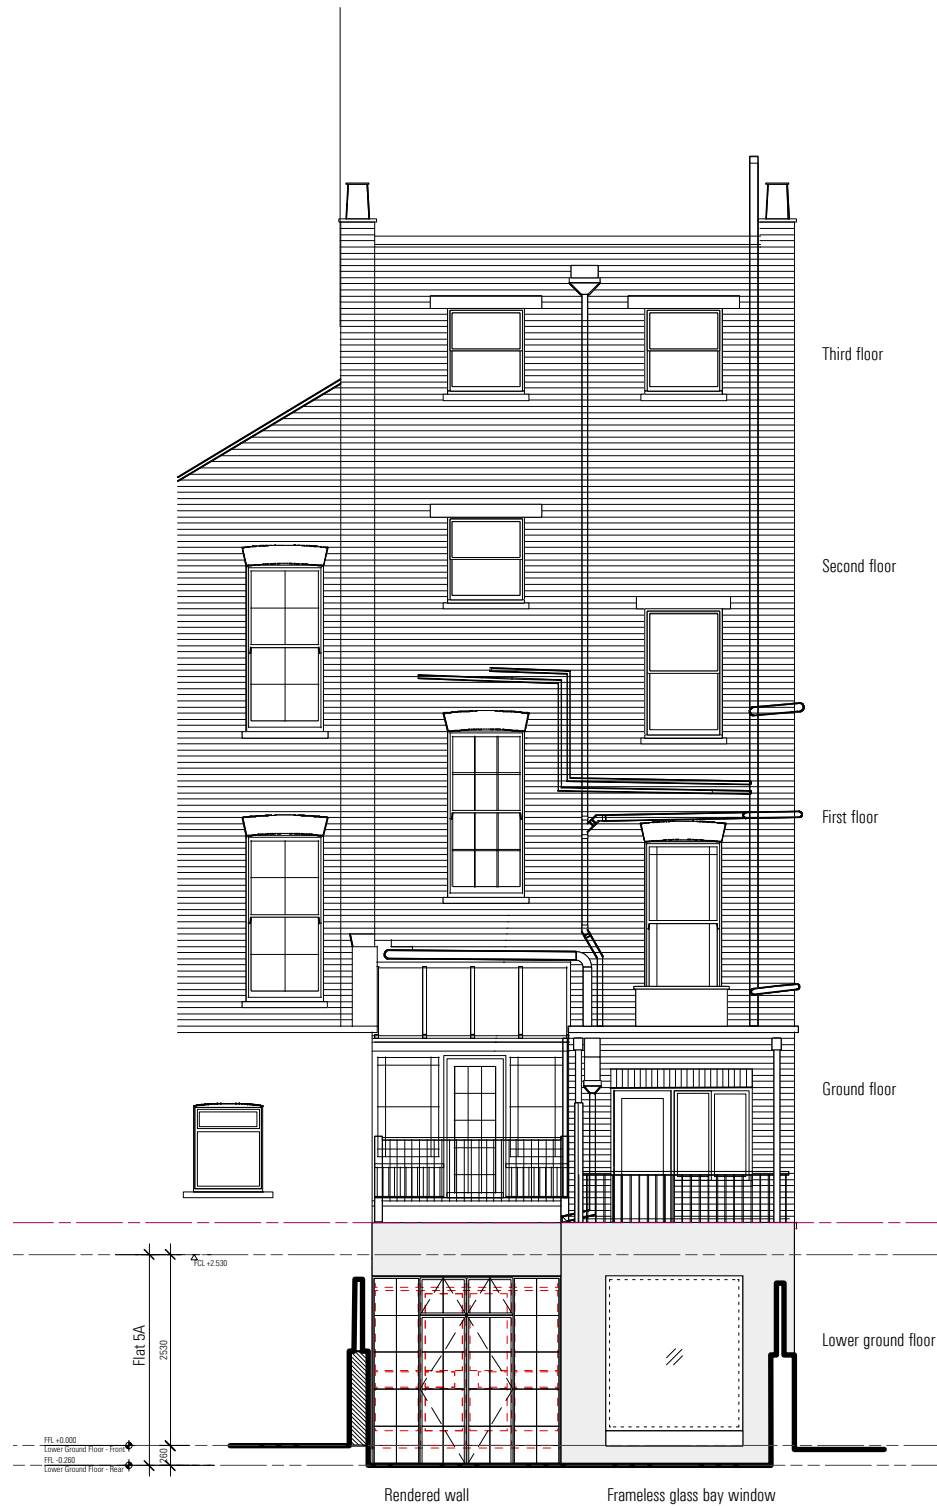 Third floor
Second floor
First floor
Ground floor
FCL +2.530
Flat 5A
2530
Lower ground floor
FFL +0.000
Lower Ground Floor - Front
260
FFL -0.260
Lower Ground Floor - Rear
Rendered wall
Frameless glass bay window